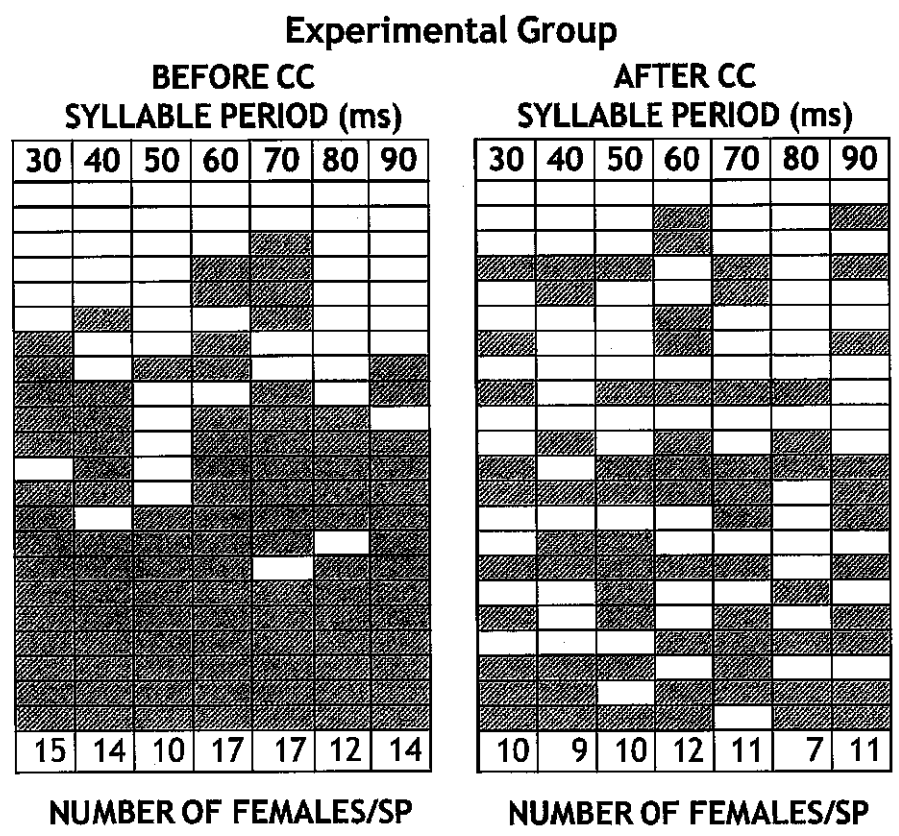 Experimental Group
BEFORE CC
SYLLABLE PERIOD (ms)
30 40 50 60 70 80 90
15 14 10 17 17 12 14
NUMBER OF FEMALES/SP
AFTER CC
SYLLABLE PERIOD (ms)
30 40 50 60 70 80 90
10 9 10 12 11 7 11
NUMBER OF FEMALES/SP